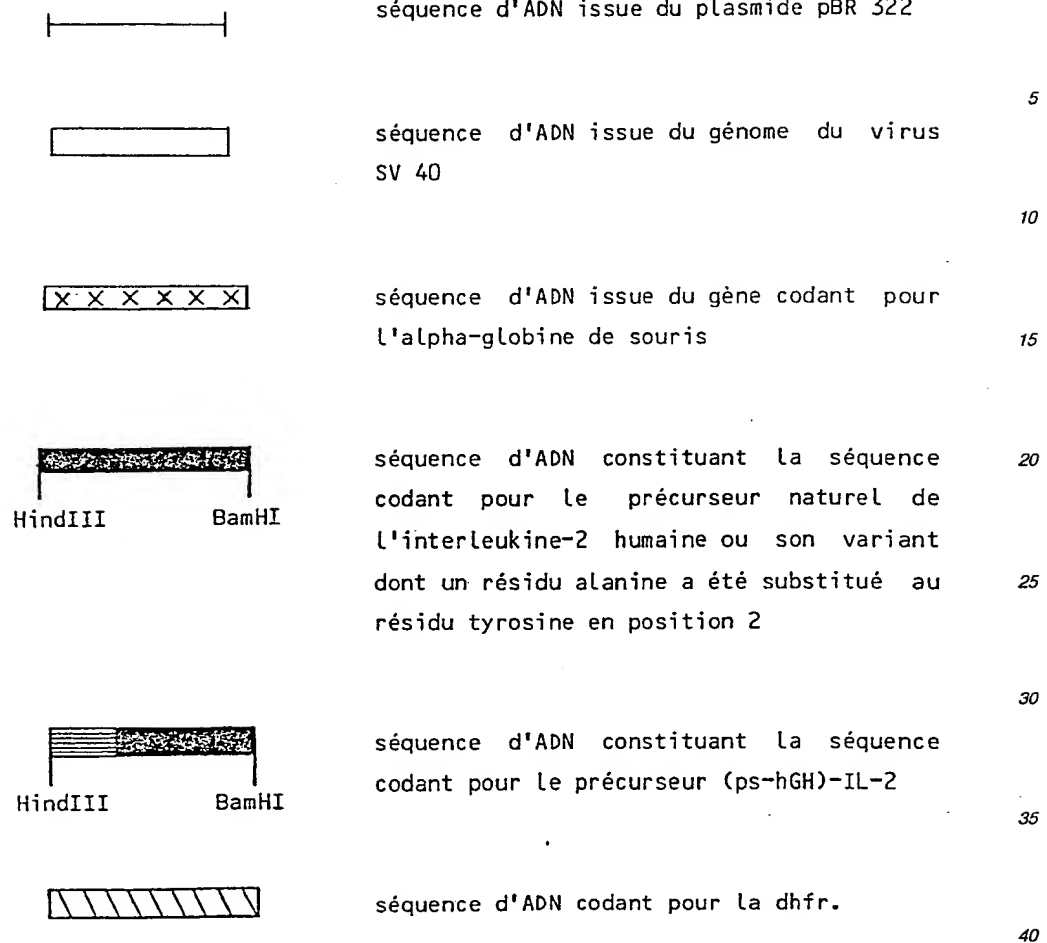 séquence d'ADN issue du plasmide pBR 322
5
séquence d'ADN issue du génome du virus
SV 40
10
séquence d'ADN issue du gène codant pour
l'alpha-globine de souris
15
séquence d'ADN constituant la séquence
20
codant pour le précurseur naturel de
HindIII BamHI
l'interleukine-2 humaine ou son variant
dont un résidu alanine a été substitué au
25
résidu tyrosine en position 2
30
séquence d'ADN constituant la séquence
codant pour le précurseur (ps-hGH)-IL-2
HindIII BamHI
35
séquence d'ADN codant pour la dhfr.
40